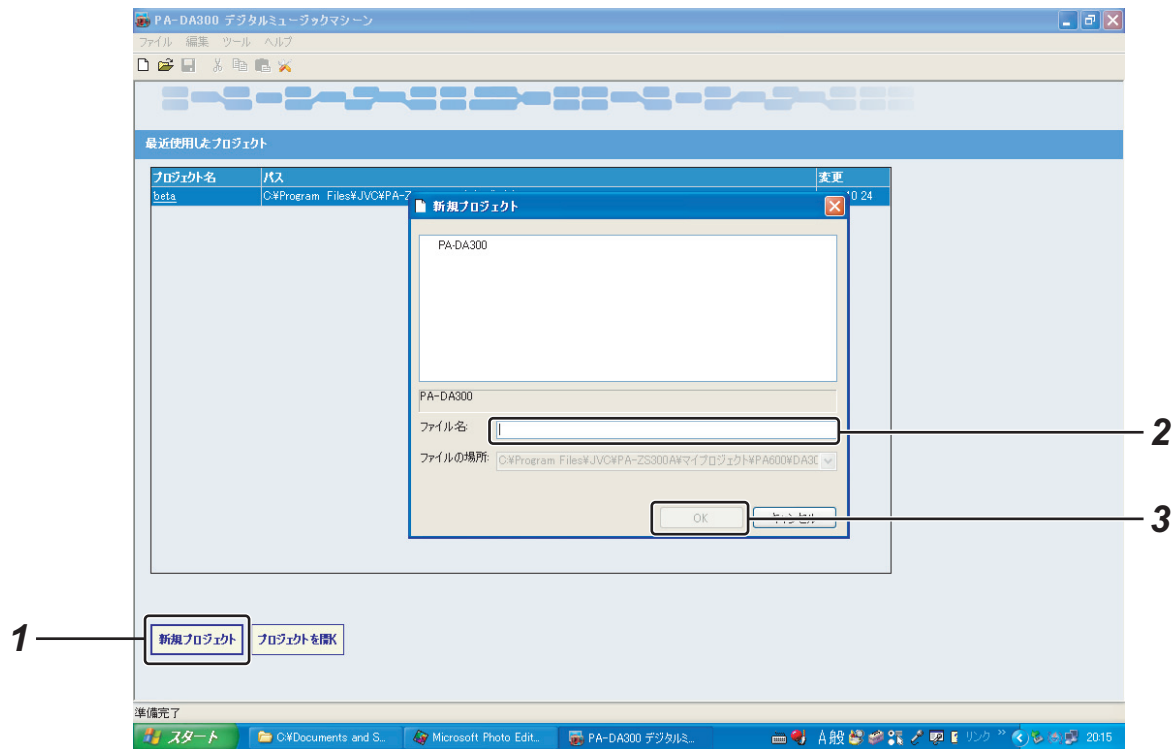 PA-DA300 デジタルミュージックマシーン
ファイル 編集 ツール ヘルプ
最近使用したプロジェクト
プロジェクト名 パス 変更
beta C:¥Program Files¥JVC¥PA-Z 10 24
新規プロジェクト
PA-DA300
PA-DA300
ファイル名:
2
ファイルの場所: C:¥Program Files¥JVC¥PA-ZS300A¥マイプロジェクト¥PA600¥DA30
OK キャンセル
3
1
新規プロジェクト プロジェクトを開く
準備完了
スタート C:¥Documents and S... Microsoft Photo Edit... PA-DA300 デジタルミ... A 般 リンク » 20:15